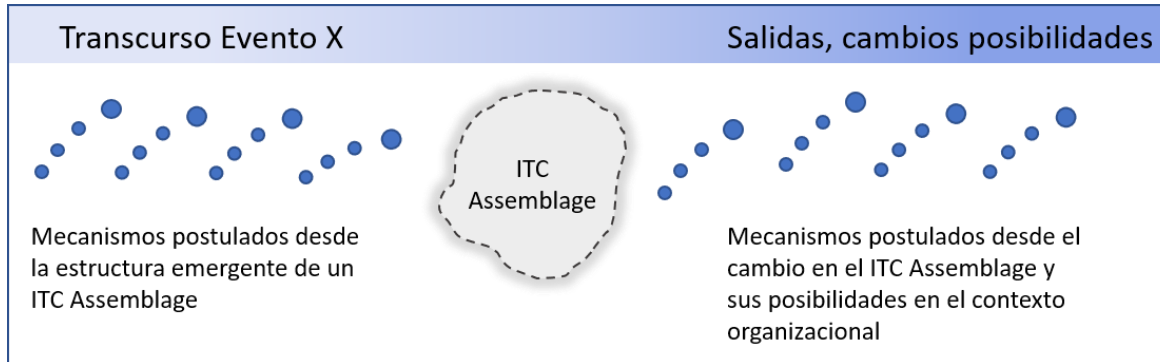 Transcurso Evento X
Salidas, cambios posibilidades
ITC
Assemblage
Mecanismos postulados desde
la estructura emergente de un
ITC Assemblage
Mecanismos postulados desde el
cambio en el ITC Assemblage y
sus posibilidades en el contexto
organizacional